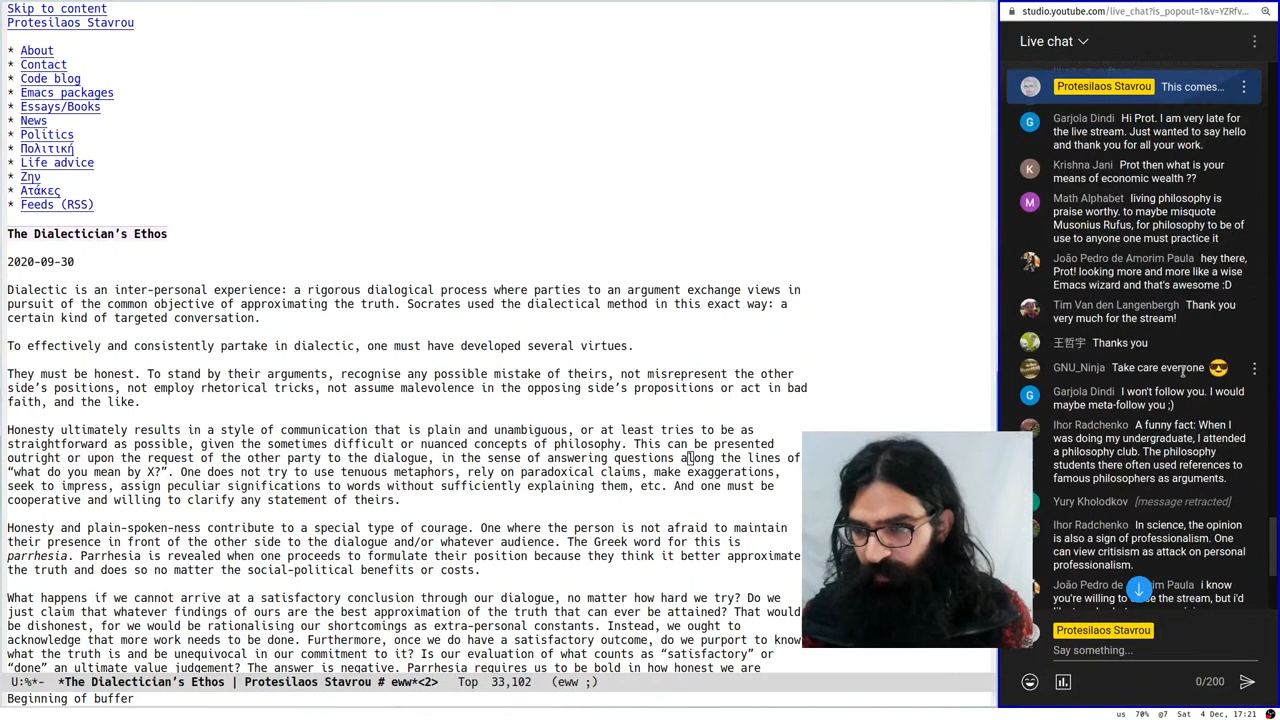 Skip to content
Protesilaos Stavrou
* About
* Contact
* Code blog
* Emacs packages
* Essays/Books
* News
* Politics
* Πολιτική
* Life advice
* Ζην
* Ατάκες
* Feeds (RSS)
The Dialectician’s Ethos
2020-09-30
Dialectic is an inter-personal experience: a rigorous dialogical process where parties to an argument exchange views in
pursuit of the common objective of approximating the truth. Socrates used the dialectical method in this exact way: a
certain kind of targeted conversation.
To effectively and consistently partake in dialectic, one must have developed several virtues.
They must be honest. To stand by their arguments, recognise any possible mistake of theirs, not misrepresent the other
side’s positions, not employ rhetorical tricks, not assume malevolence in the opposing side’s propositions or act in bad
faith, and the like.
Honesty ultimately results in a style of communication that is plain and unambiguous, or at least tries to be as
straightforward as possible, given the sometimes difficult or nuanced concepts of philosophy. This can be presented
outright or upon the request of the other party to the dialogue, in the sense of answering questions along the lines of
“what do you mean by X?”. One does not try to use tenuous metaphors, rely on paradoxical claims, make exaggerations,
seek to impress, assign peculiar significations to words without sufficiently explaining them, etc. And one must be
cooperative and willing to clarify any statement of theirs.
Honesty and plain-spoken-ness contribute to a special type of courage. One where the person is not afraid to maintain
their presence in front of the other side to the dialogue and/or whatever audience. The Greek word for this is
parrhesia. Parrhesia is revealed when one proceeds to formulate their position because they think it better approximate
the truth and does so no matter the social-political benefits or costs.
What happens if we cannot arrive at a satisfactory conclusion through our dialogue, no matter how hard we try? Do we
just claim that whatever findings of ours are the best approximation of the truth that can ever be attained? That would
be dishonest, for we would be rationalising our shortcomings as extra-personal constants. Instead, we ought to
acknowledge that more work needs to be done. Furthermore, once we do have a satisfactory outcome, do we purport to know
what the truth is and be unequivocal in our commitment to it? Is our evaluation of what counts as “satisfactory” or
“done” an ultimate value judgement? The answer is negative. Parrhesia requires us to be bold in how honest we are
U:%*- *The Dialectician’s Ethos | Protesilaos Stavrou # eww*<2> Top 33,102 (eww ;)
Beginning of buffer
studio.youtube.com/live_chat?is_popout=1&v=YZRfv...
Live chat
Protesilaos Stavrou This comes...
Garjola Dindi Hi Prot. I am very late for
the live stream. Just wanted to say hello
and thank you for all your work.
Krishna Jani Prot then what is your
means of economic wealth ??
Math Alphabet living philosophy is
praise worthy. to maybe misquote
Musonius Rufus, for philosophy to be of
use to anyone one must practice it
João Pedro de Amorim Paula hey there,
Prot! looking more and more like a wise
Emacs wizard and that's awesome :D
Tim Van den Langenbergh Thank you
very much for the stream!
王哲宇 Thanks you
GNU_Ninja Take care everyone 😎
Garjola Dindi I won't follow you. I would
maybe meta-follow you ;)
Ihor Radchenko A funny fact: When I
was doing my undergraduate, I attended
a philosophy club. The philosophy
students there often used references to
famous philosophers as arguments.
Yury Kholodkov [message retracted]
Ihor Radchenko In science, the opinion
is also a sign of professionalism. One
can view critisism as attack on personal
professionalism.
João Pedro de Amorim Paula i know
you're willing to the stream, but i'd
Protesilaos Stavrou
Say something...
0/200
us 70% @7 Sat 4 Dec, 17:21